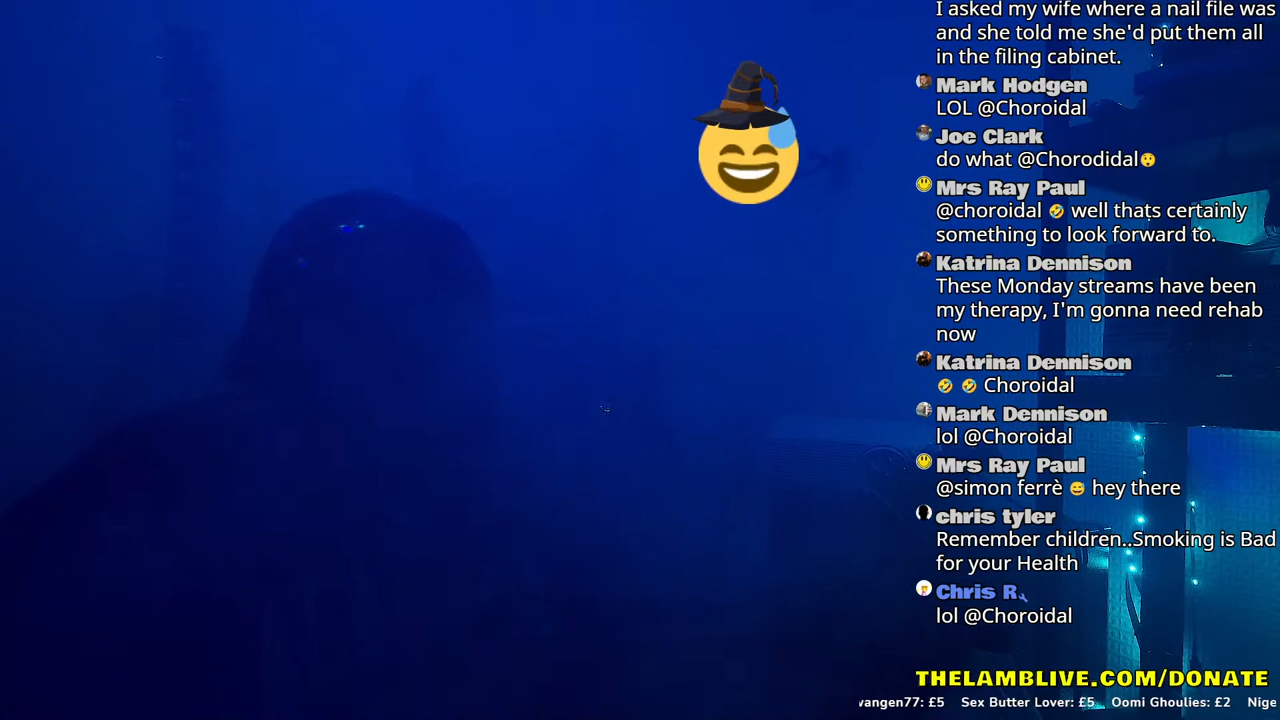 I asked my wife where a nail file was
and she told me she'd put them all
in the filing cabinet.
Mark Hodgen
LOL @Choroidal
Joe Clark
do what @Chorodidal😲
Mrs Ray Paul
@choroidal 🤣 well thats certainly
something to look forward to.
Katrina Dennison
These Monday streams have been
my therapy, I'm gonna need rehab
now
Katrina Dennison
🤣 🤣 Choroidal
Mark Dennison
lol @Choroidal
Mrs Ray Paul
@simon ferrè 😅 hey there
chris tyler
Remember children..Smoking is Bad
for your Health
Chris R
lol @Choroidal
THELAMBLIVE.COM/DONATE
vangen77: £5 Sex Butter Lover: £5 Oomi Ghoulies: £2 Nige